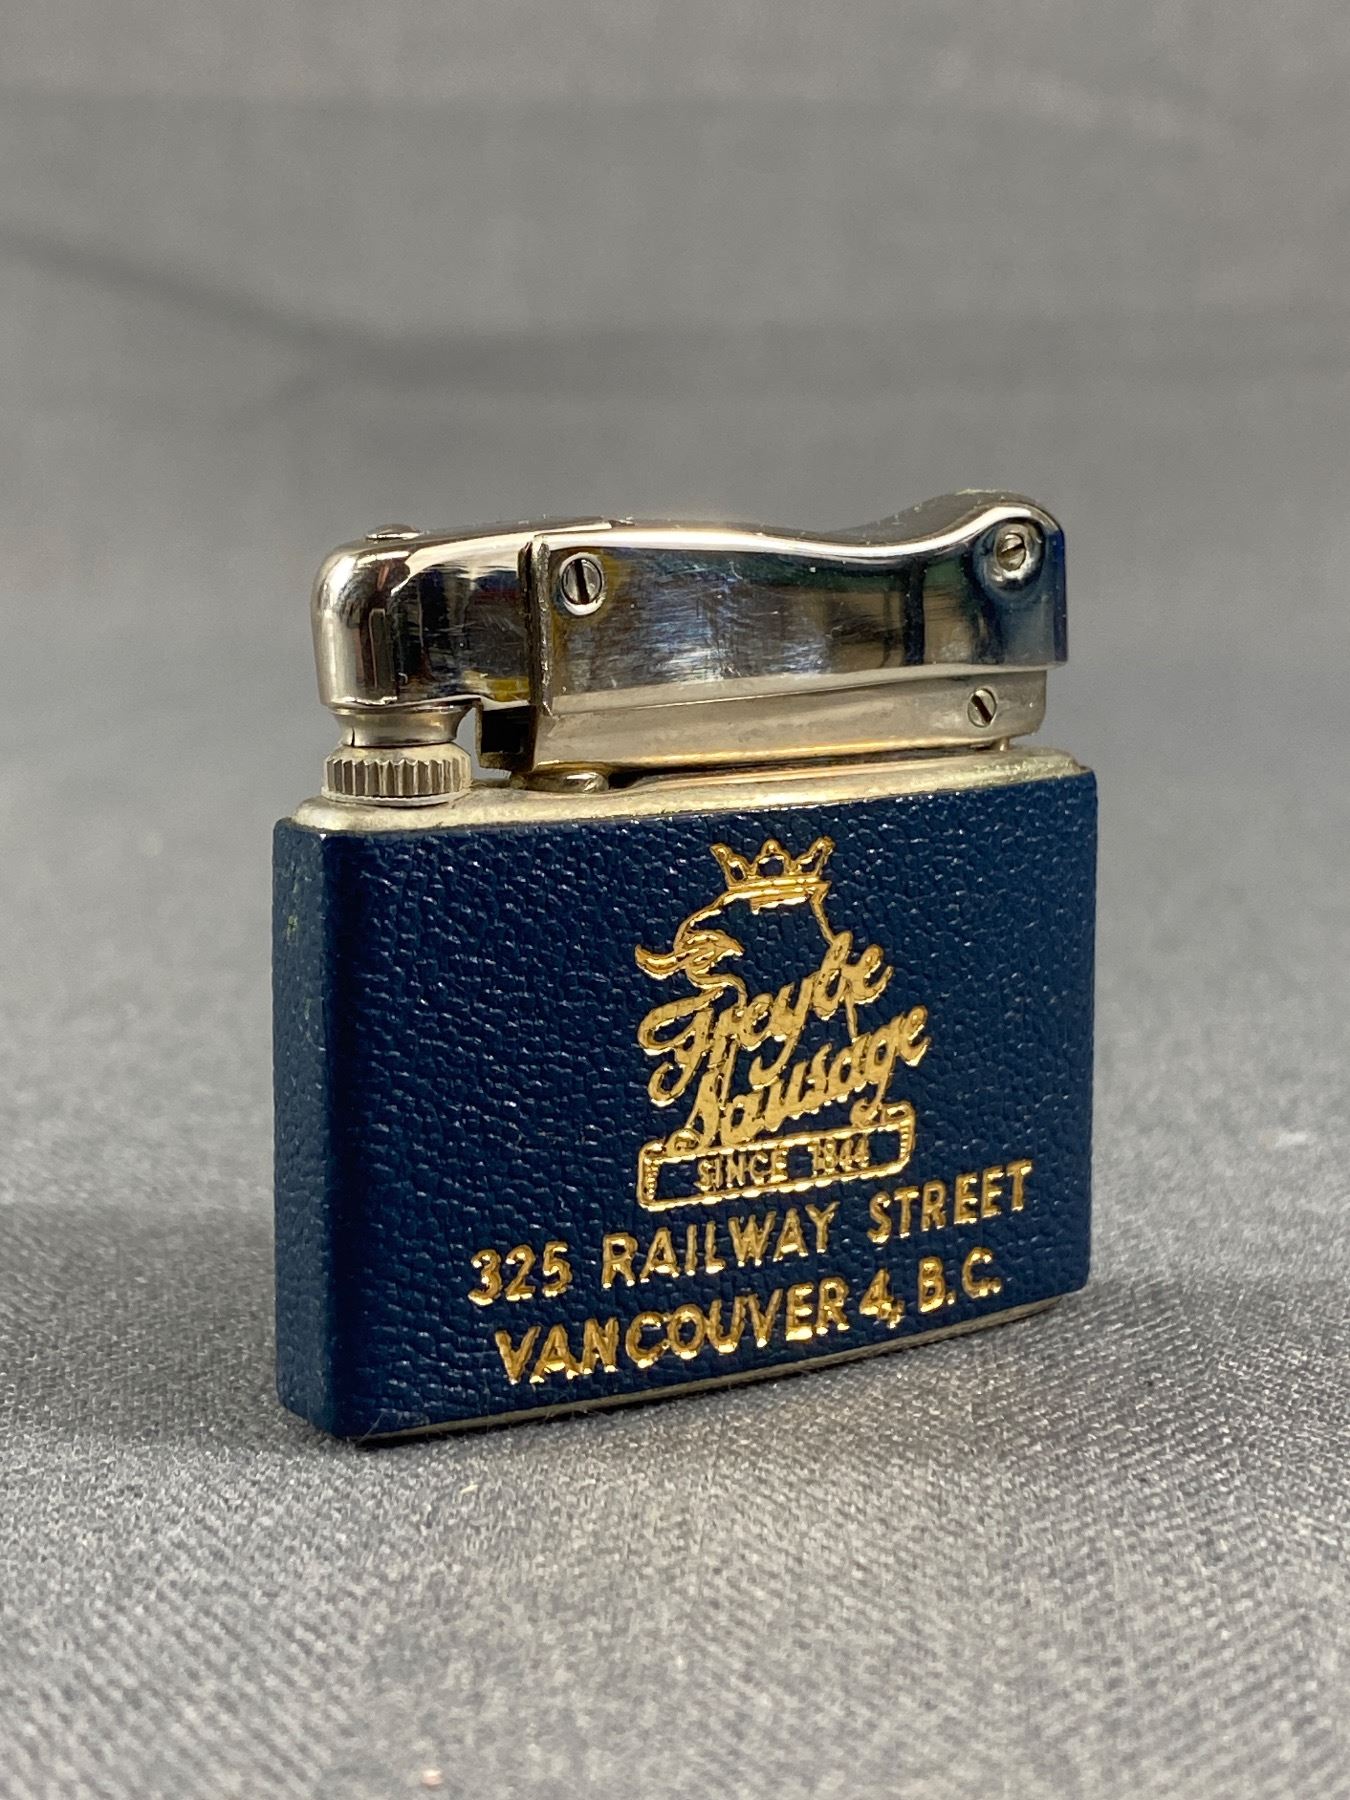 Freybe
Sausage
SINCE 1844
325 RAILWAY STREET
VANCOUVER 4, B.C.